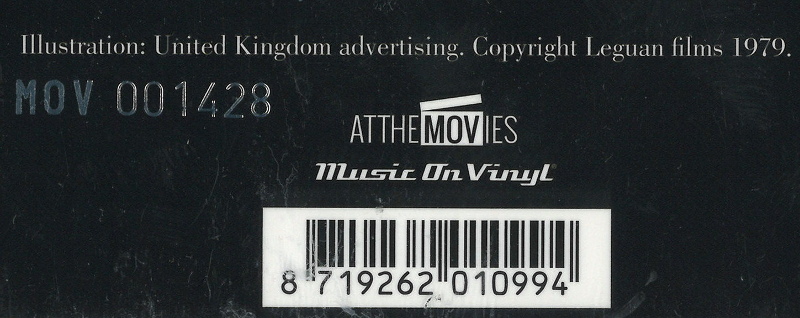 Illustration: United Kingdom advertising. Copyright Leguan films 1979.
MOV 001428
ATTHEMOVIES
Music On Vinyl
8 719262 010994